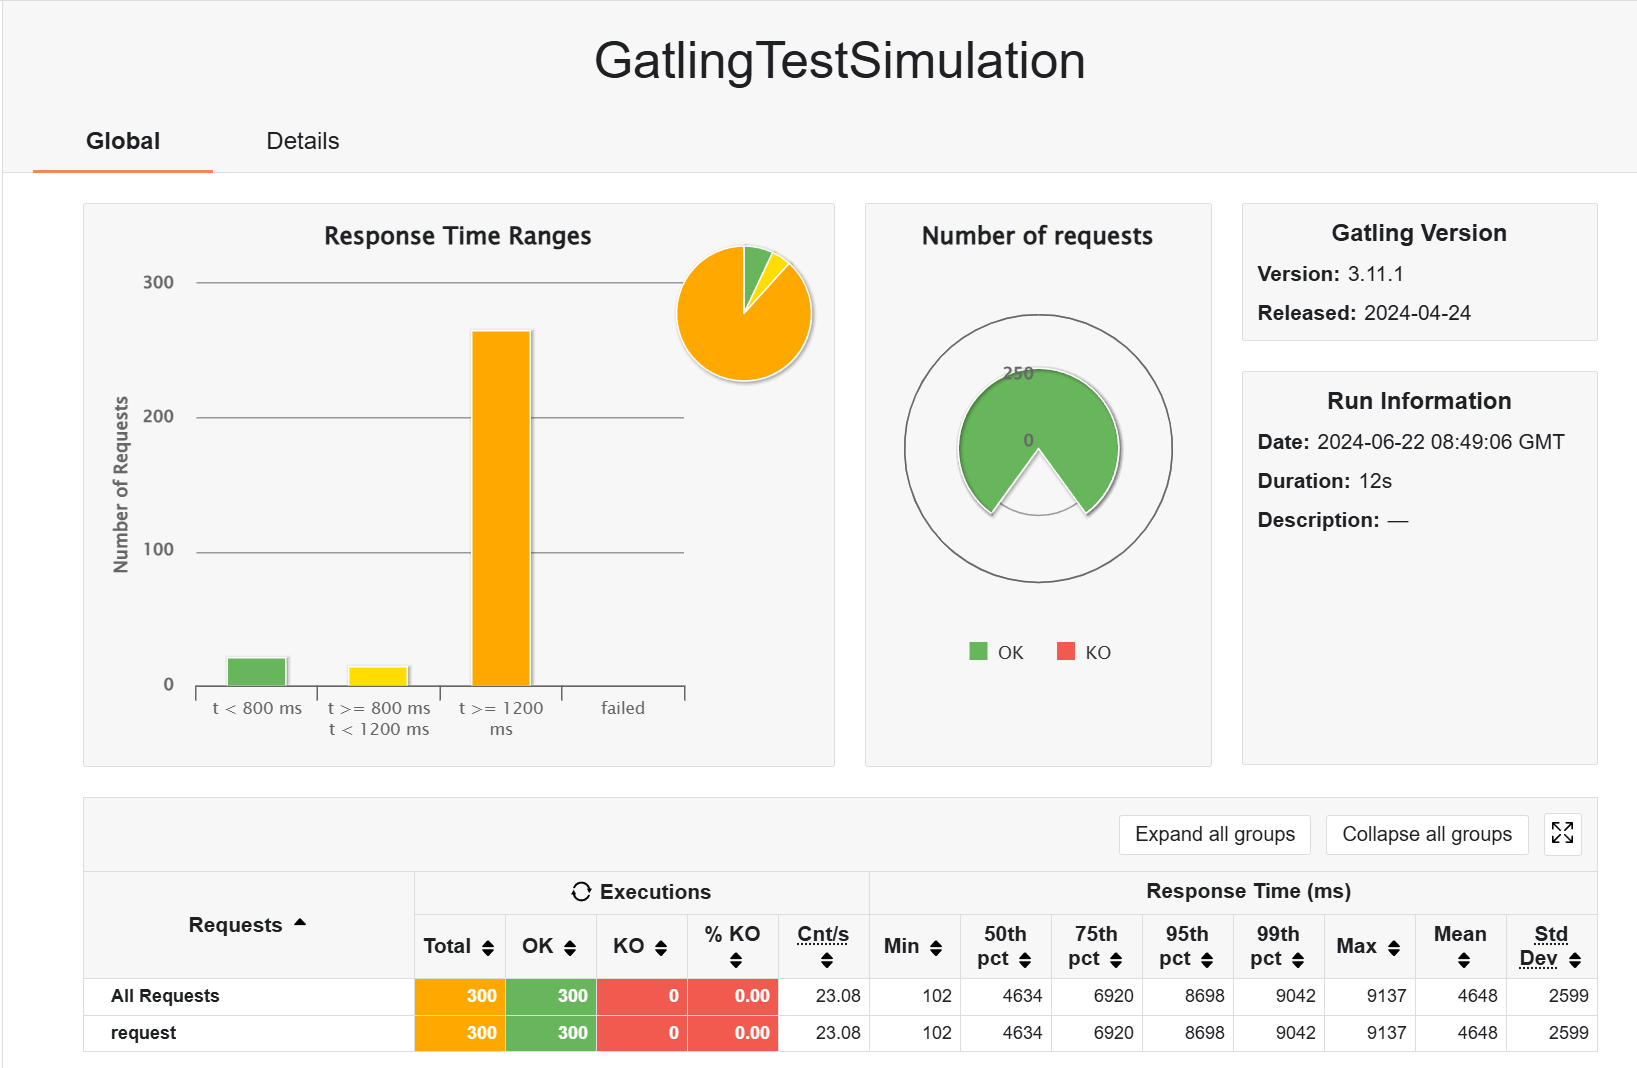 GatlingTestSimulation
Global
Details
Response Time Ranges
300
200
100
0
Number of Requests
t < 800 ms
t >= 800 ms
t < 1200 ms
t >= 1200
ms
failed
Number of requests
250
0
OK
KO
Gatling Version
Version: 3.11.1
Released: 2024-04-24
Run Information
Date: 2024-06-22 08:49:06 GMT
Duration: 12s
Description: —
Expand all groups
Collapse all groups
Requests
Executions
Response Time (ms)
Total
OK
KO
% KO
Cnt/s
Min
50th
pct
75th
pct
95th
pct
99th
pct
Max
Mean
Std
Dev
All Requests 300 300 0 0.00 23.08 102 4634 6920 8698 9042 9137 4648 2599
request 300 300 0 0.00 23.08 102 4634 6920 8698 9042 9137 4648 2599